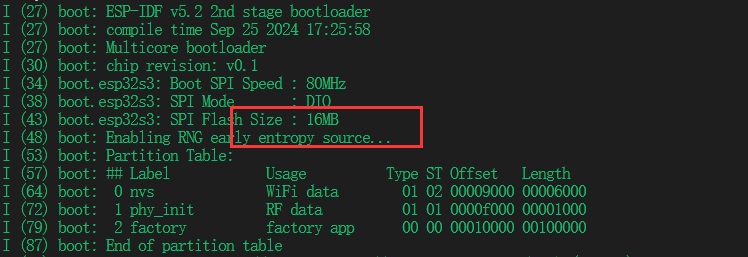 I (27) boot: ESP-IDF v5.2 2nd stage bootloader
I (27) boot: compile time Sep 25 2024 17:25:58
I (27) boot: Multicore bootloader
I (30) boot: chip revision: v0.1
I (34) boot.esp32s3: Boot SPI Speed : 80MHz
I (38) boot.esp32s3: SPI Mode       : DIO
I (43) boot.esp32s3: SPI Flash Size : 16MB
I (48) boot: Enabling RNG early entropy source...
I (53) boot: Partition Table:
I (57) boot: ## Label            Usage          Type ST Offset   Length
I (64) boot:  0 nvs              WiFi data        01 02 00009000 00006000
I (72) boot:  1 phy_init         RF data          01 01 0000f000 00001000
I (79) boot:  2 factory          factory app      00 00 00010000 00100000
I (87) boot: End of partition table